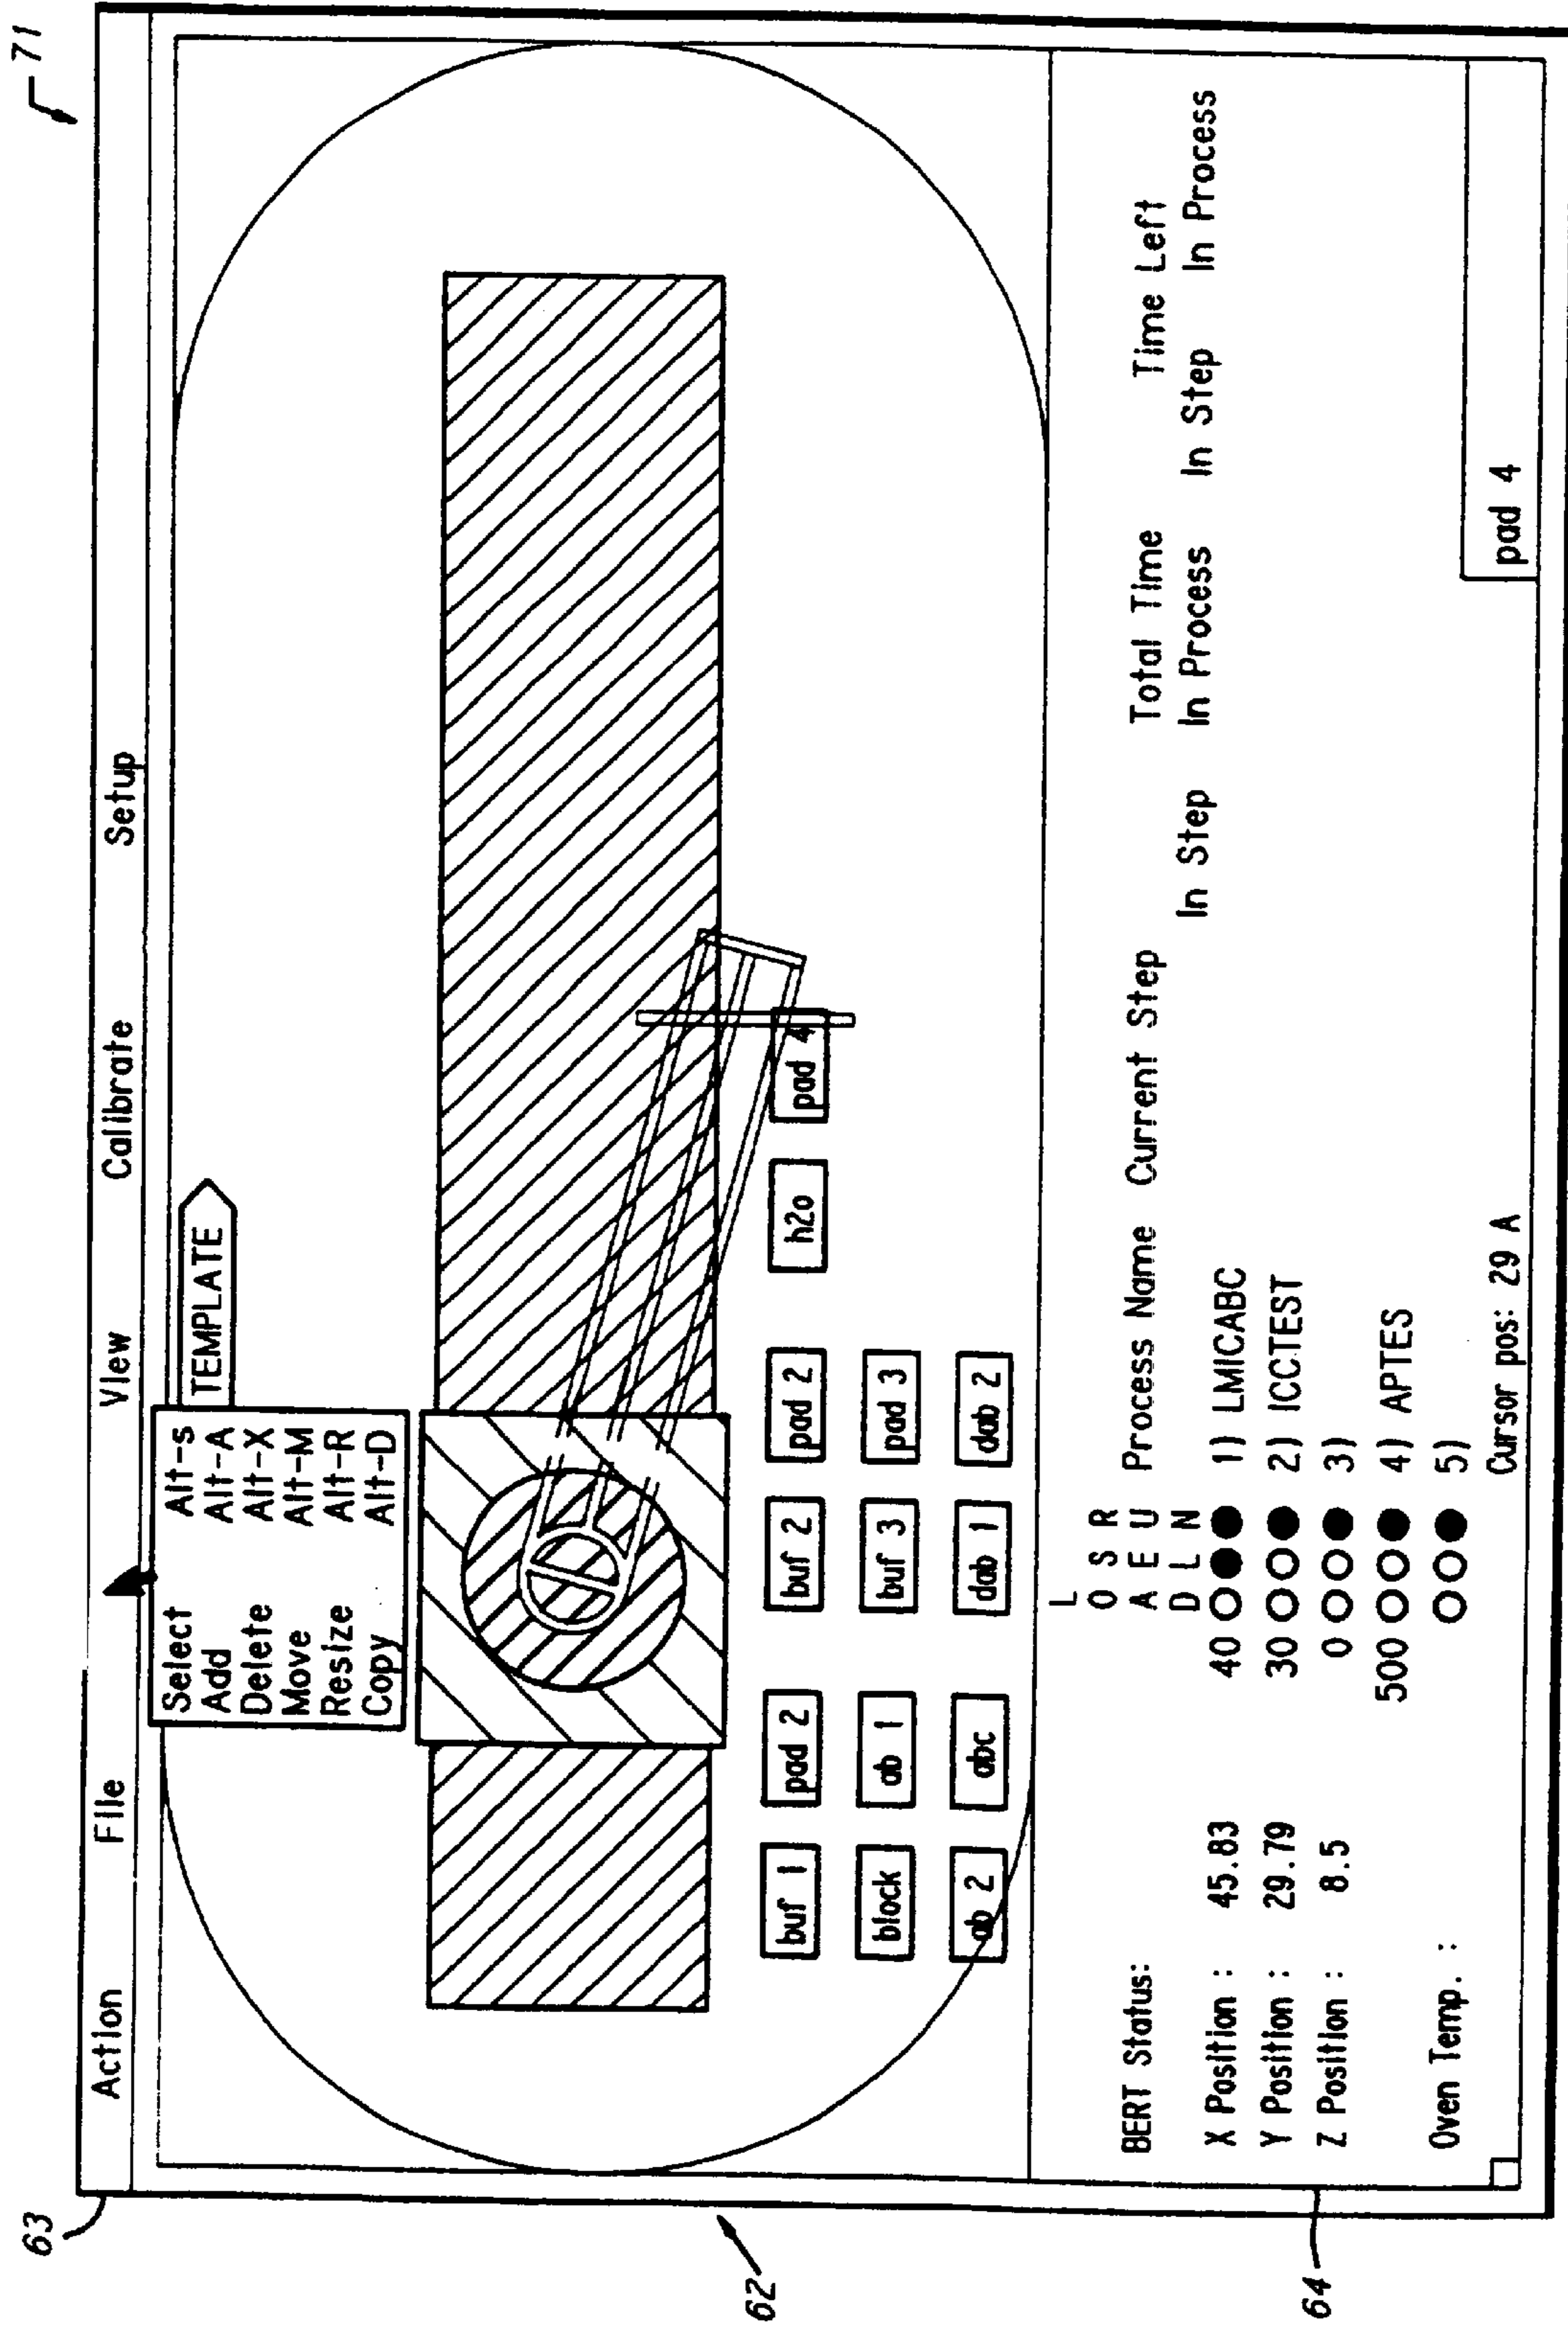 71
63
Action File View Calibrate Setup
Select Alt-s
Add Alt-A
Delete Alt-X
Move Alt-M
Resize Alt-R
Copy Alt-D
TEMPLATE
62
buf 1 pad 2 buf 2 pad 2 h2o pad 4
block ab 1 buf 3 pad 3
ab 2 abc dab 1 dab 2
BERT Status:
X Position : 45.83
Y Position : 29.79
Z Position : 8.5
Oven Temp. :
L
O S R
A E U Process Name Current Step Total Time Time Left
D L N In Step In Process In Step In Process
40 1) LMICABC
30 2) ICCTEST
0 3)
500 4) APTES
5)
Cursor pos: 29 A
pad 4
64